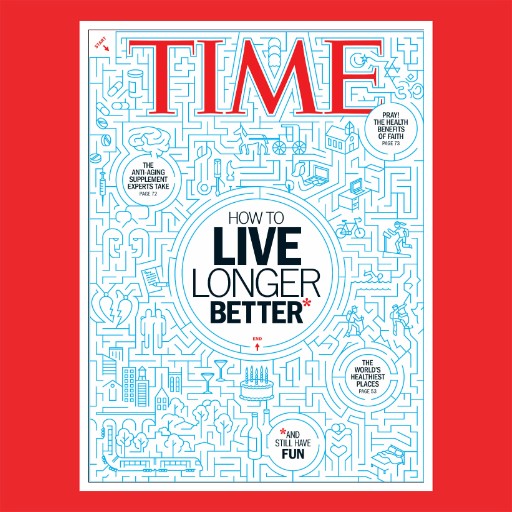 START
TIME
PRAY!
THE HEALTH
BENEFITS
OF FAITH
PAGE 73
THE
ANTI-AGING
SUPPLEMENT
EXPERTS TAKE
PAGE 72
HOW TO
LIVE
LONGER
BETTER*
END
THE
WORLD'S
HEALTHIEST
PLACES
PAGE 53
*AND
STILL HAVE
FUN